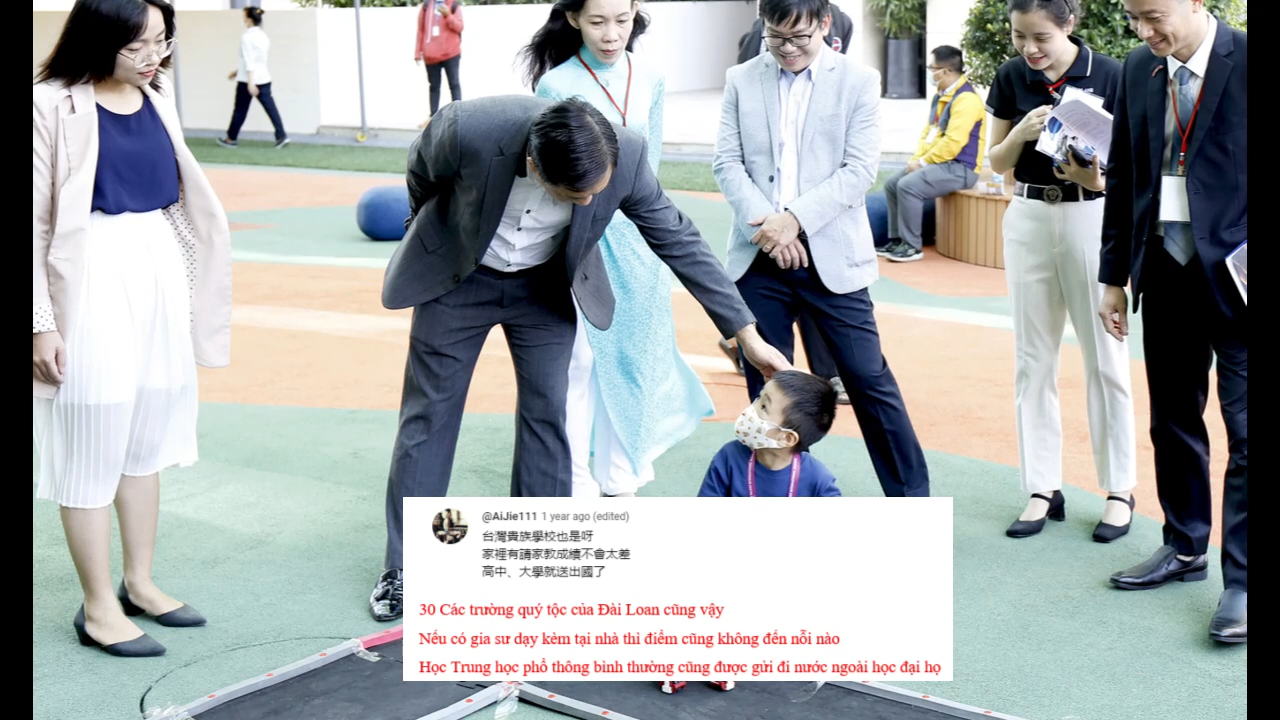 @AiJie111 1 year ago (edited)
台灣貴族學校也是呀
家裡有請家教成績不會太差
高中、大學就送出國了
30 Các trường quý tộc của Đài Loan cũng vậy
Nếu có gia sư dạy kèm tại nhà thì điểm cũng không đến nỗi nào
Học Trung học phổ thông bình thường cũng được gửi đi nước ngoài học đại họ